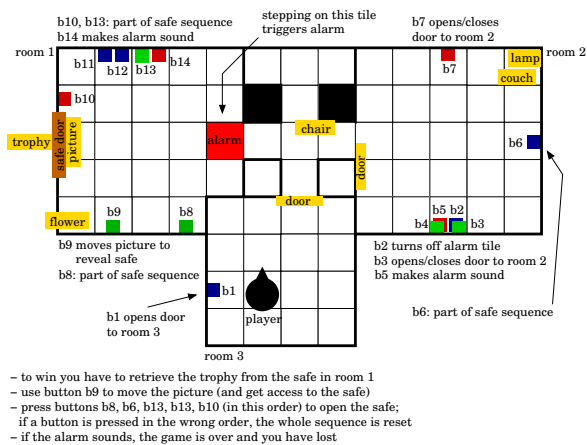 b10, b13: part of safe sequence
b14 makes alarm sound
stepping on this tile
triggers alarm
b7 opens/closes
door to room 2
room 1
room 2
b11
b12
b13
b14
b7
lamp
couch
b10
trophy
safe door
picture
alarm
chair
b6
door
door
flower
b9
b8
b5
b2
b4
b3
b9 moves picture to
reveal safe
b8: part of safe sequence
b2 turns off alarm tile
b3 opens/closes door to room 2
b5 makes alarm sound
b1
b1 opens door
to room 3
player
b6: part of safe sequence
room 3
– to win you have to retrieve the trophy from the safe in room 1
– use button b9 to move the picture (and get access to the safe)
– press buttons b8, b6, b13, b13, b10 (in this order) to open the safe;
if a button is pressed in the wrong order, the whole sequence is reset
– if the alarm sounds, the game is over and you have lost